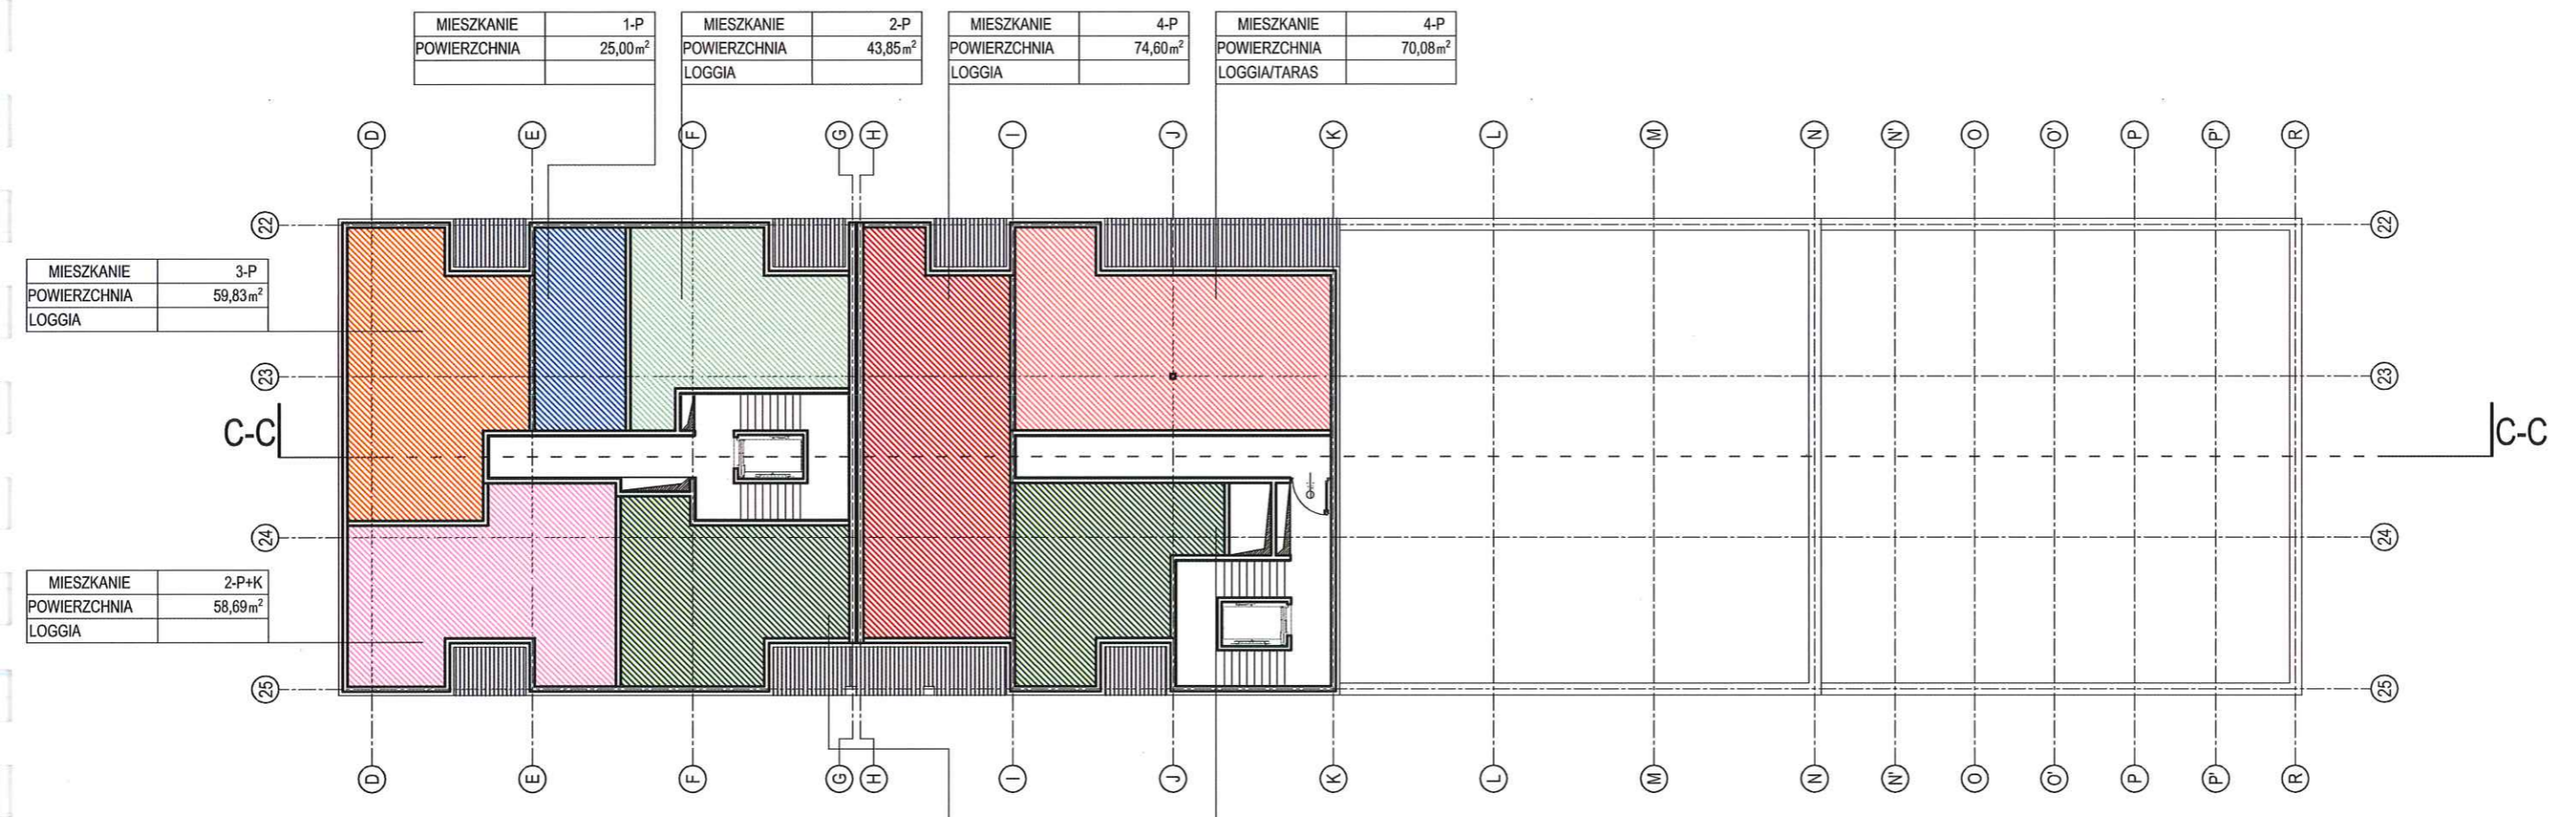 MIESZKANIE 1-P
POWIERZCHNIA 25,00m²
MIESZKANIE 2-P
POWIERZCHNIA 43,85m²
LOGGIA
MIESZKANIE 4-P
POWIERZCHNIA 74,60m²
LOGGIA
MIESZKANIE 4-P
POWIERZCHNIA 70,08m²
LOGGIA/TARAS
D E F G H I J K L M N N' O O' P P' R
22 22
MIESZKANIE 3-P
POWIERZCHNIA 59,83m²
LOGGIA
23 23
C-C C-C
24 24
MIESZKANIE 2-P+K
POWIERZCHNIA 58,69m²
LOGGIA
25 25
D E F G H I J K L M N N' O O' P P' R